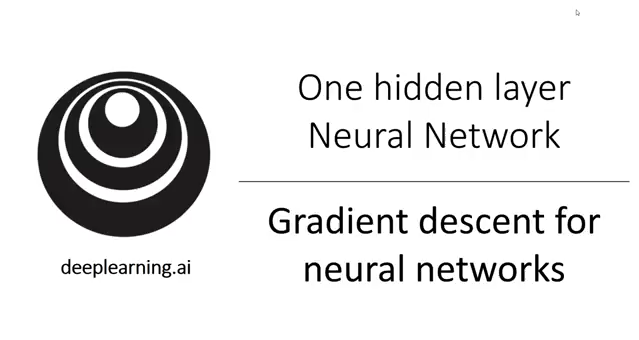 One hidden layer
Neural Network
Gradient descent for
neural networks
deeplearning.ai